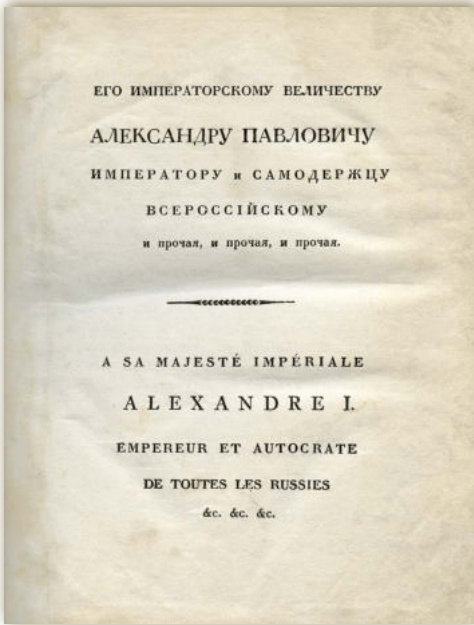 ЕГО ИМПЕРАТОРСКОМУ ВЕЛИЧЕСТВУ
АЛЕКСАНДРУ ПАВЛОВИЧУ
ИМПЕРАТОРУ и САМОДЕРЖЦУ
ВСЕРОССІЙСКОМУ
и прочая, и прочая, и прочая.
A SA MAJESTÉ IMPÉRIALE
ALEXANDRE I.
EMPEREUR ET AUTOCRATE
DE TOUTES LES RUSSIES
&c. &c. &c.